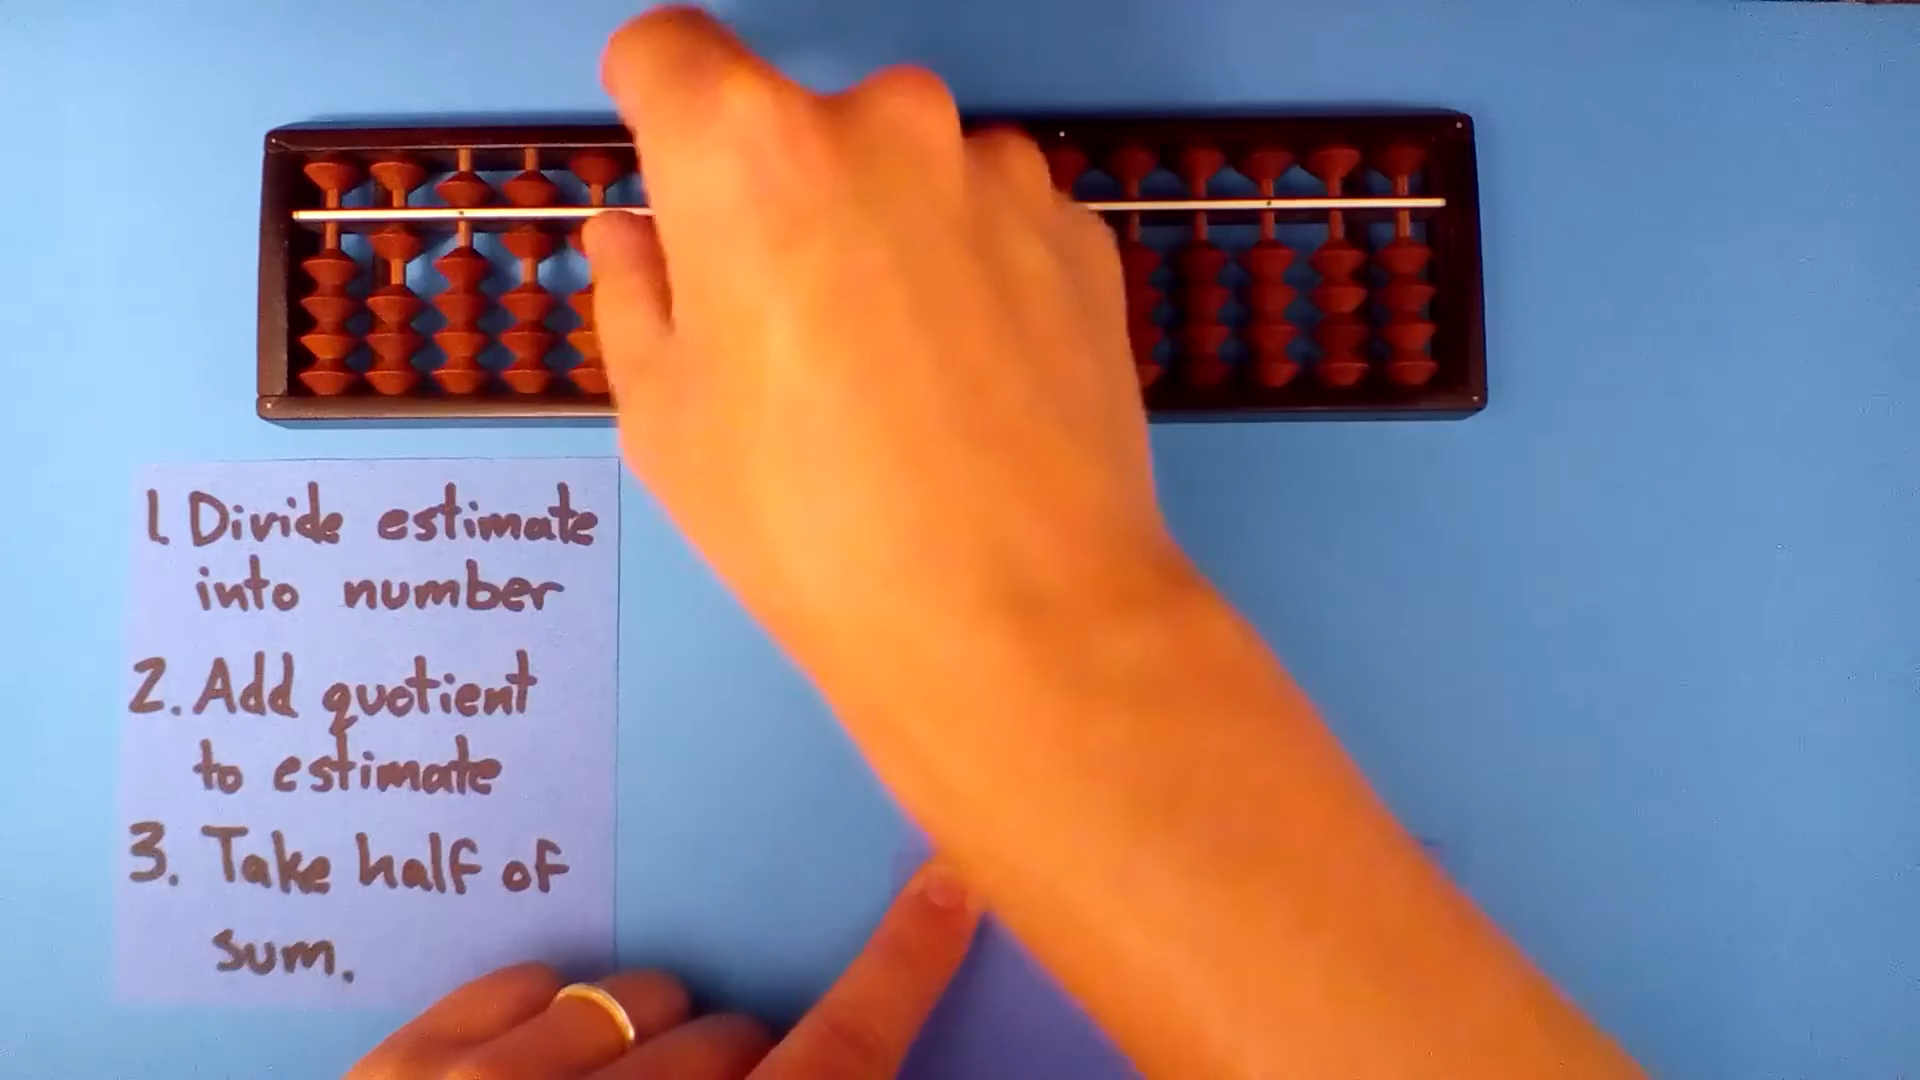 1. Divide estimate
into number
2. Add quotient
to estimate
3. Take half of
sum.